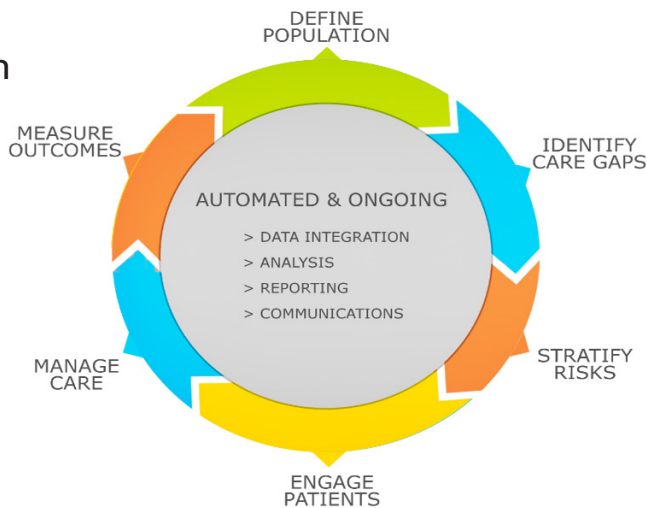 DEFINE
POPULATION
IDENTIFY
CARE GAPS
STRATIFY
RISKS
ENGAGE
PATIENTS
MANAGE
CARE
MEASURE
OUTCOMES
AUTOMATED & ONGOING
> DATA INTEGRATION
> ANALYSIS
> REPORTING
> COMMUNICATIONS